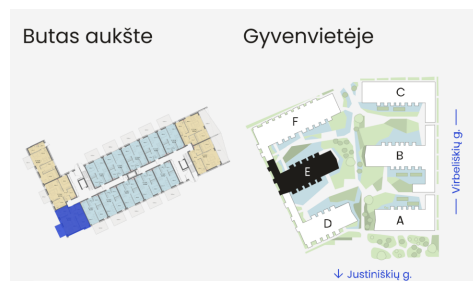 Butas aukšte
Gyvenvietėje
C
F
B
Virbeliškių g.
E
D
A
Justiniškių g.